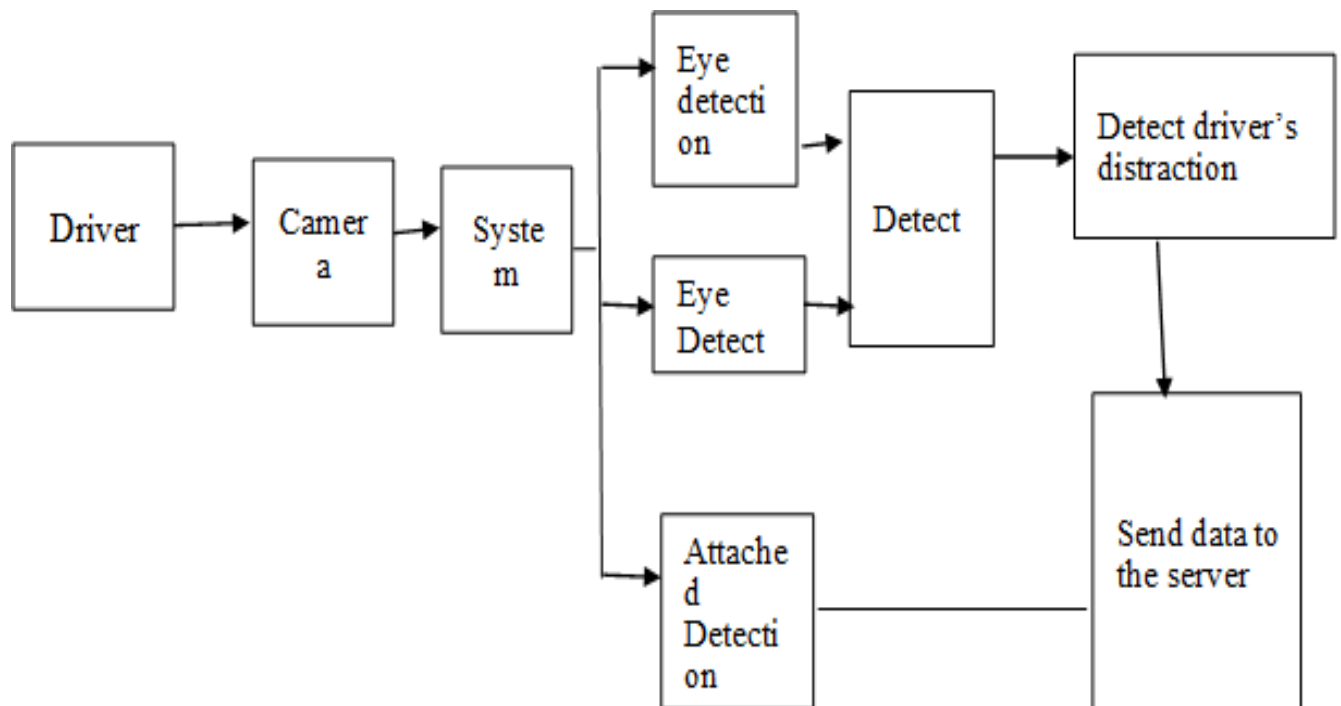 Driver
Camer
a
Syste
m
Eye
detecti
on
Eye
Detect
Attache
d
Detecti
on
Detect
Detect driver’s
distraction
Send data to
the server